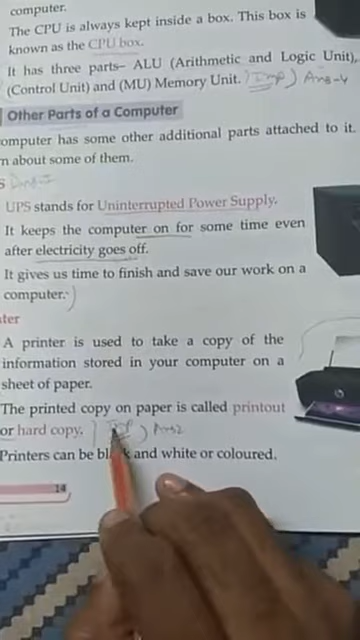 computer.
The CPU is always kept inside a box. This box is
known as the CPU box.
It has three parts– ALU (Arithmetic and Logic Unit),
(Control Unit) and (MU) Memory Unit. ) (Imp) Ans-4
Other Parts of a Computer
omputer has some other additional parts attached to it.
n about some of them.
S
UPS stands for Uninterrupted Power Supply.
It keeps the computer on for some time even
after electricity goes off.
It gives us time to finish and save our work on a
computer. )
ter
A printer is used to take a copy of the
information stored in your computer on a
sheet of paper.
The printed copy on paper is called printout
or hard copy. ) Ans2
Printers can be black and white or coloured.
14
hp